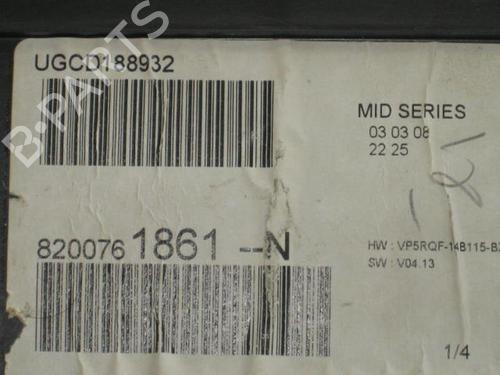 UGCD188932
B-PARTS
MID SERIES
03 03 08
22 25
8200761861--N
HW : VP5RQF-14B115-B
SW : V04.13
1/4